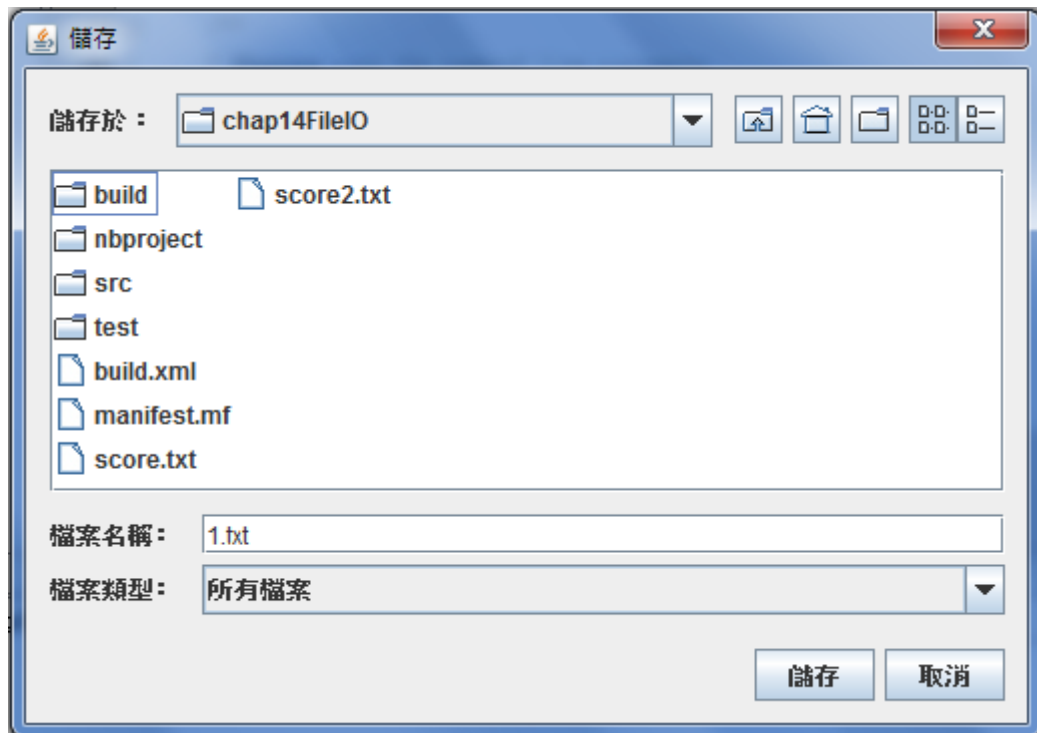 儲存
儲存於： chap14FileIO
build score2.txt
nbproject
src
test
build.xml
manifest.mf
score.txt
檔案名稱： 1.txt
檔案類型： 所有檔案
儲存 取消